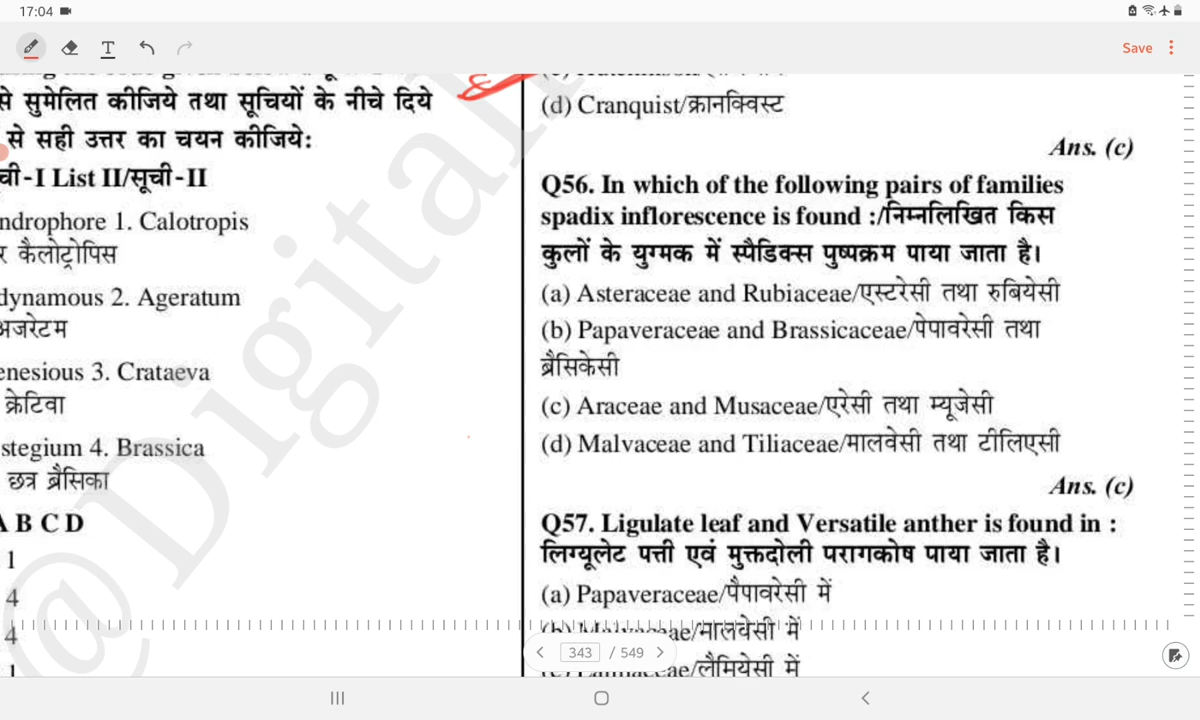 17:04
Save
से सुमेलित कीजिये तथा सूचियों के नीचे दिये
से सही उत्तर का चयन कीजिये:
ची-I List II/सूची-II
ndrophore 1. Calotropis
र कैलोट्रोपिस
dynamous 2. Ageratum
अजरेटम
enesious 3. Crataeva
क्रेटिवा
stegium 4. Brassica
छत्र ब्रैसिका
A B C D
1
4
4
1
(d) Cranquist/क्रानक्विस्ट
Ans. (c)
Q56. In which of the following pairs of families
spadix inflorescence is found :/निम्नलिखित किस
कुलों के युग्मक में स्पैडिक्स पुष्पक्रम पाया जाता है।
(a) Asteraceae and Rubiaceae/एस्टरेसी तथा रुबियेसी
(b) Papaveraceae and Brassicaceae/पेपावरेसी तथा
ब्रैसिकेसी
(c) Araceae and Musaceae/एरेसी तथा म्यूजेसी
(d) Malvaceae and Tiliaceae/मालवेसी तथा टीलिएसी
Ans. (c)
Q57. Ligulate leaf and Versatile anther is found in :
लिग्यूलेट पत्ती एवं मुक्तदोली परागकोष पाया जाता है।
(a) Papaveraceae/पैपावरेसी में
ae/मालवेसी में
ae/लैमियेसी में
343 / 549
@Digital